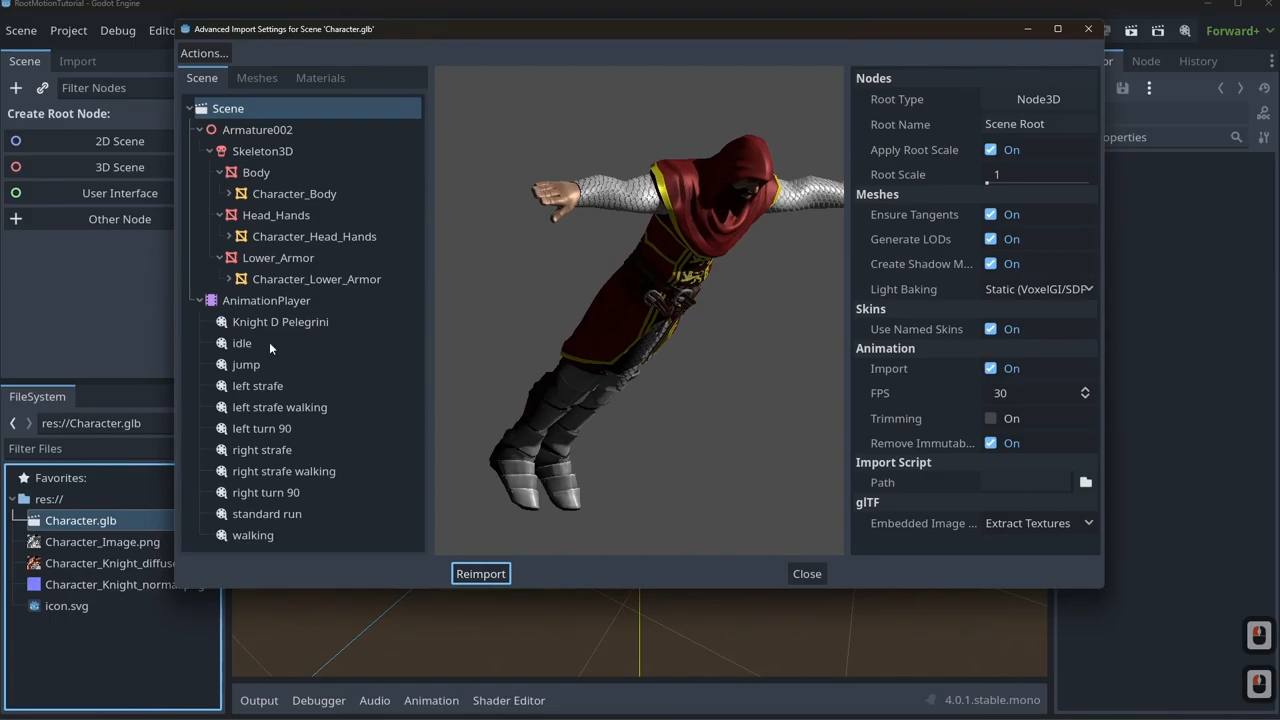 RootMotionTutorial - Godot Engine
Scene Project Debug
Forward+
Advanced Import Settings for Scene 'Character.glb'
Actions...
Scene Import
Filter Nodes
Create Root Node:
2D Scene
3D Scene
User Interface
Other Node
FileSystem
res://Character.glb
Filter Files
Favorites:
res://
Character.glb
Character_Image.png
icon.svg
Scene Meshes Materials
Scene
Armature002
Skeleton3D
Body
Character_Body
Head_Hands
Character_Head_Hands
Lower_Armor
Character_Lower_Armor
AnimationPlayer
Knight D Pelegrini
idle
jump
left strafe
left strafe walking
left turn 90
right strafe
right strafe walking
right turn 90
standard run
walking
Reimport Close
Nodes
Root Type Node3D
Root Name Scene Root
Apply Root Scale On
Root Scale 1
Meshes
Ensure Tangents On
Generate LODs On
Create Shadow M... On
Light Baking Static (VoxelGI/SDF
Skins
Use Named Skins On
Animation
Import On
FPS 30
Trimming On
Remove Immutab... On
Import Script
Path
glTF
Embedded Image ... Extract Textures
Node History
Output Debugger Audio Animation Shader Editor
4.0.1.stable.mono